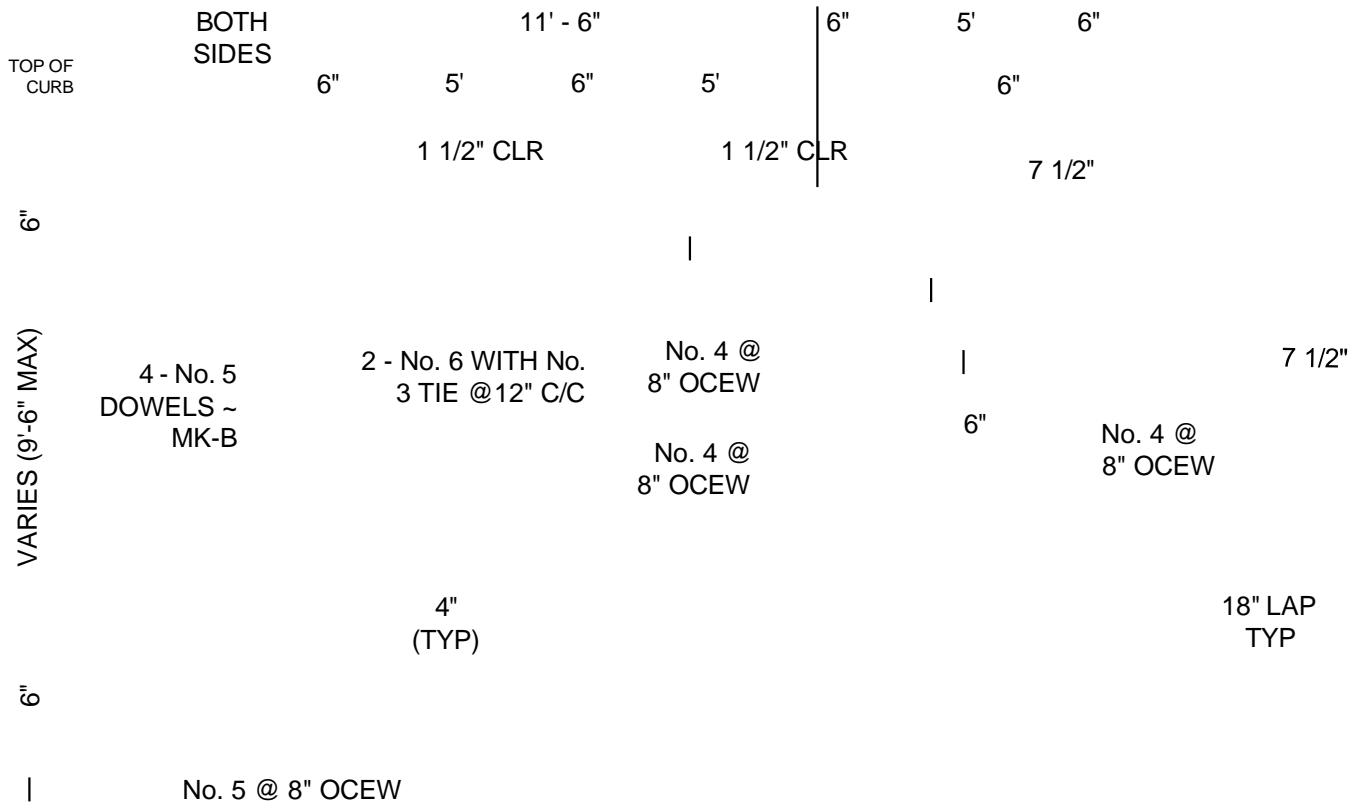 BOTH
SIDES
11' - 6"
6"
5'
6"
TOP OF
CURB
6"
5'
6"
5'
6"
1 1/2" CLR
1 1/2" CLR
7 1/2"
6"
VARIES (9'-6" MAX)
4 - No. 5
DOWELS ~
MK-B
2 - No. 6 WITH No.
3 TIE @12" C/C
No. 4 @
8" OCEW
7 1/2"
6"
No. 4 @
8" OCEW
No. 4 @
8" OCEW
4"
(TYP)
18" LAP
TYP
6"
No. 5 @ 8" OCEW